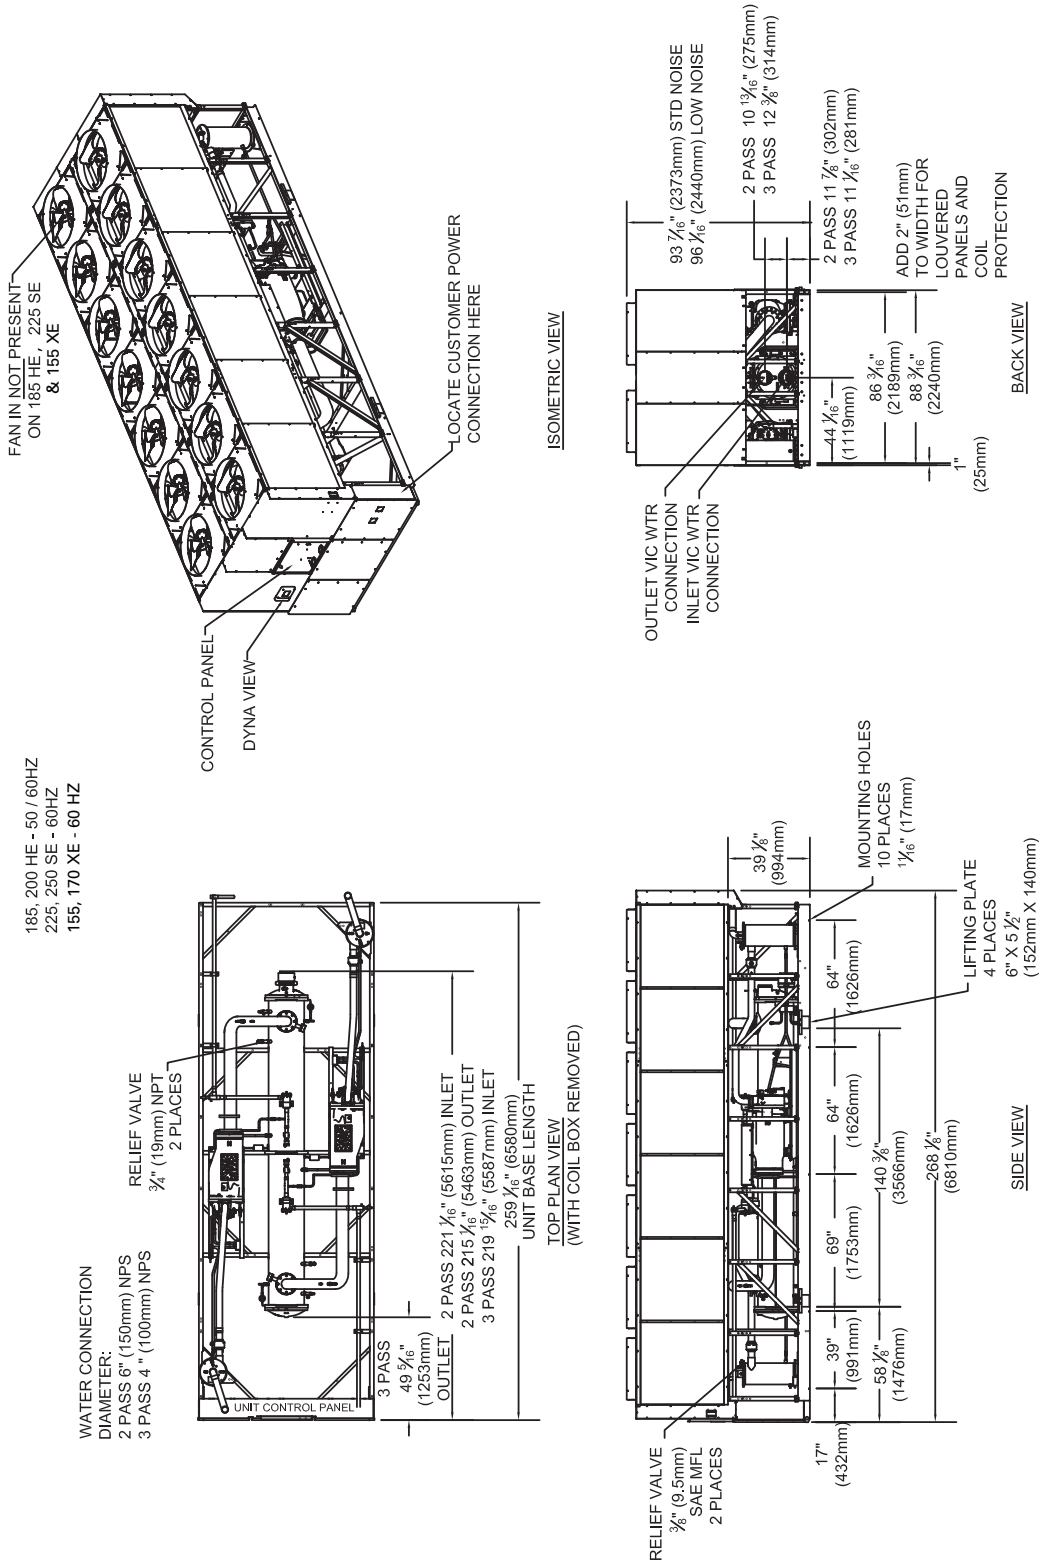 185, 200 HE - 50 / 60HZ
225, 250 SE - 60HZ
155, 170 XE - 60 HZ
WATER CONNECTION
DIAMETER:
2 PASS 6" (150mm) NPS
3 PASS 4 " (100mm) NPS
RELIEF VALVE
3/4" (19mm) NPT
2 PLACES
UNIT CONTROL PANEL
3 PASS
49 5/16"
(1253mm)
OUTLET
2 PASS 221 1/16" (5615mm) INLET
2 PASS 215 1/16" (5463mm) OUTLET
3 PASS 219 15/16" (5587mm) INLET
259 1/16" (6580mm)
UNIT BASE LENGTH
TOP PLAN VIEW
(WITH COIL BOX REMOVED)
FAN IN NOT PRESENT
ON 185 HE , 225 SE
& 155 XE
CONTROL PANEL
DYNA VIEW
LOCATE CUSTOMER POWER
CONNECTION HERE
ISOMETRIC VIEW
RELIEF VALVE
3/8" (9.5mm)
SAE MFL
2 PLACES
17"
(432mm)
39"
(991mm)
69"
(1753mm)
64"
(1626mm)
64"
(1626mm)
58 1/8"
(1476mm)
140 3/8"
(3566mm)
268 1/8"
(6810mm)
39 1/8"
(994mm)
MOUNTING HOLES
10 PLACES
11/16" (17mm)
LIFTING PLATE
4 PLACES
6" X 5 1/2"
(152mm X 140mm)
SIDE VIEW
OUTLET VIC WTR
CONNECTION
INLET VIC WTR
CONNECTION
93 7/16" (2373mm) STD NOISE
96 1/16" (2440mm) LOW NOISE
2 PASS 10 13/16" (275mm)
3 PASS 12 3/8" (314mm)
2 PASS 11 7/8" (302mm)
3 PASS 11 1/16" (281mm)
44 1/16"
(1119mm)
86 3/16"
(2189mm)
88 3/16"
(2240mm)
1"
(25mm)
ADD 2" (51mm)
TO WIDTH FOR
LOUVERED
PANELS AND
COIL
PROTECTION
BACK VIEW